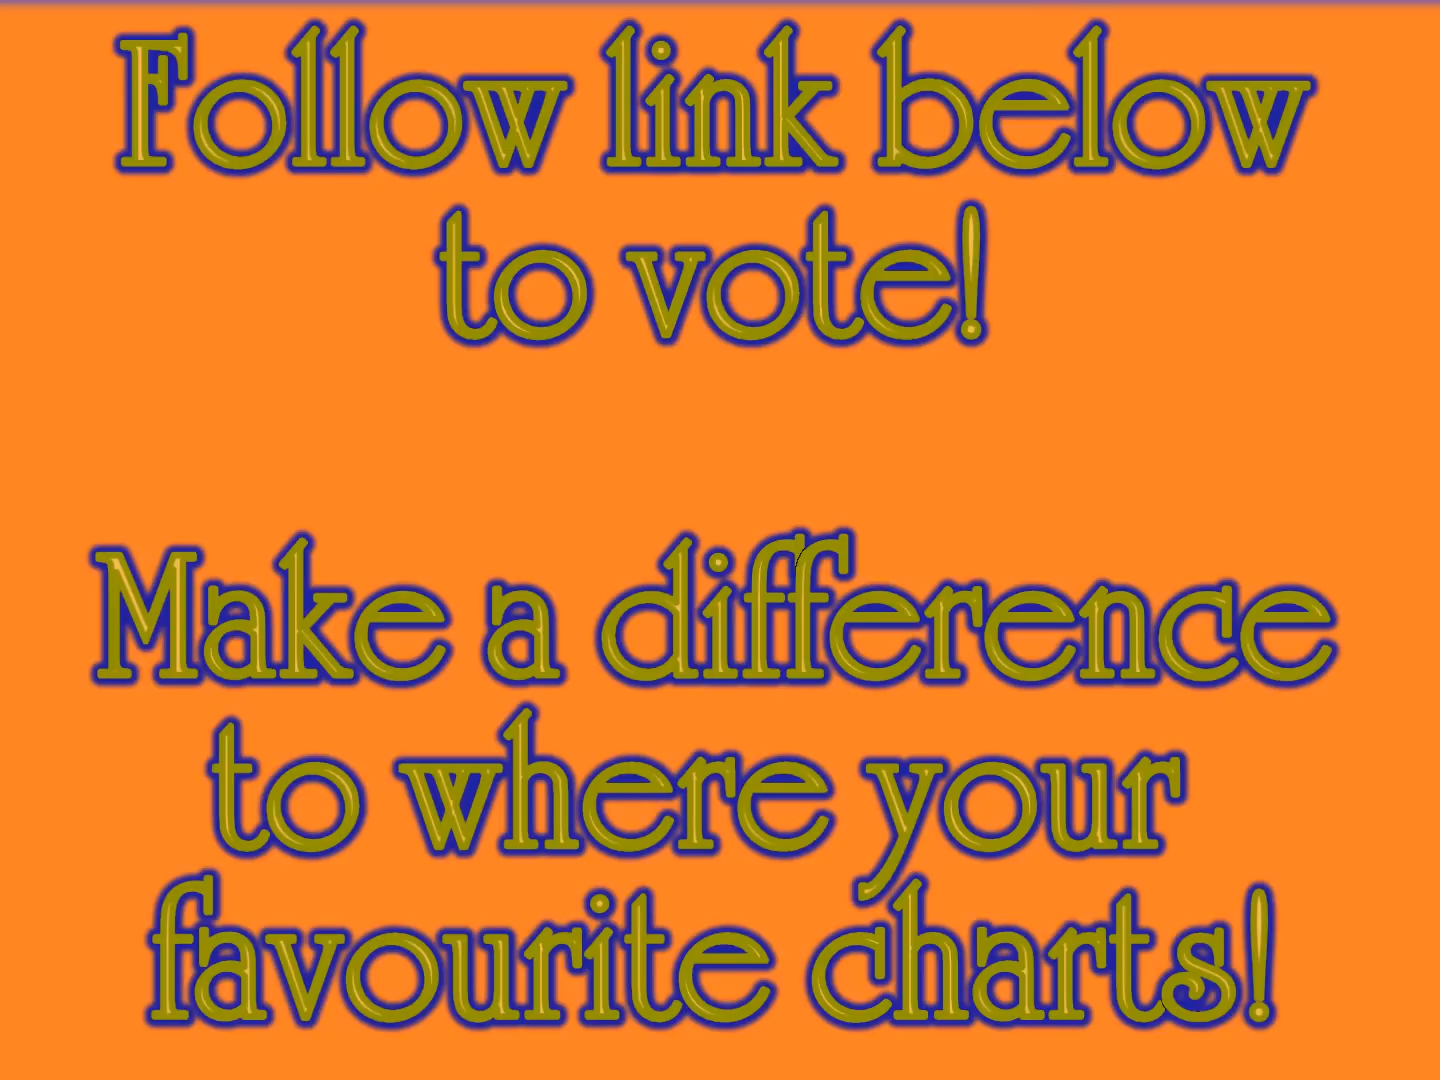 Follow link below
to vote!
Make a difference
to where your
favourite charts!